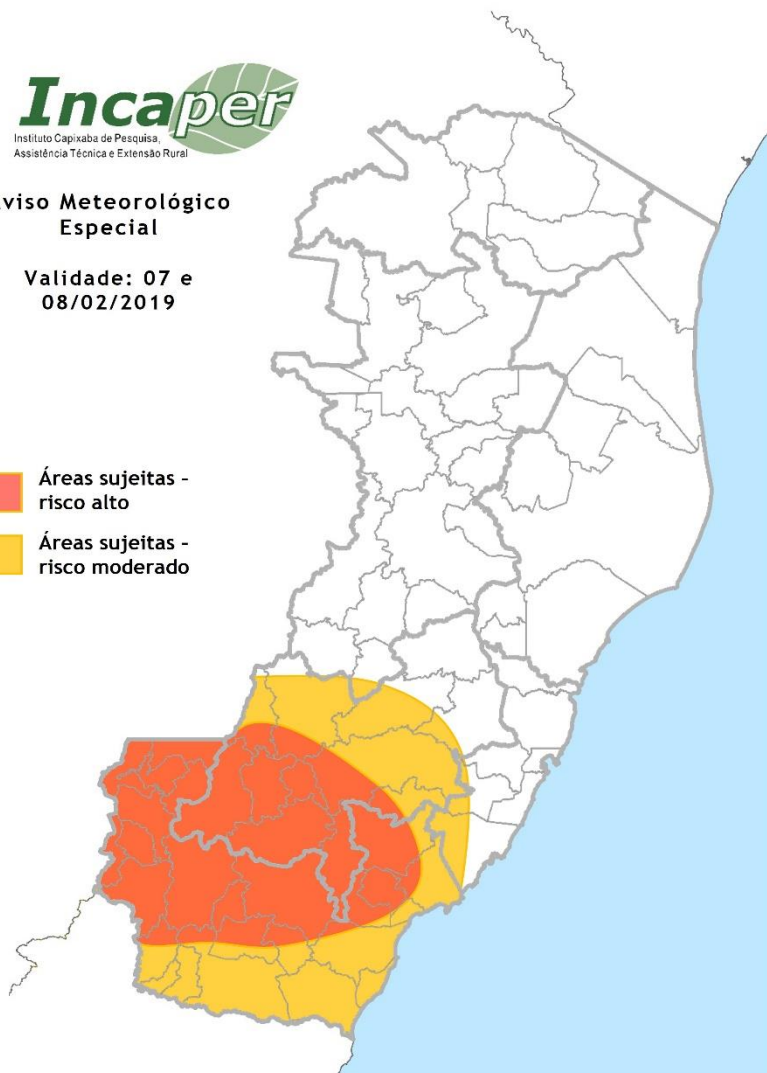 Incaper
Instituto Capixaba de Pesquisa,
Assistência Técnica e Extensão Rural
viso Meteorológico
Especial
Validade: 07 e
08/02/2019
Áreas sujeitas -
risco alto
Áreas sujeitas -
risco moderado